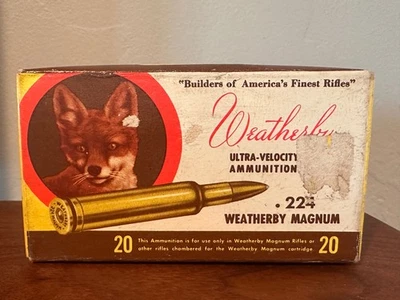 "Builders of America's Finest Rifles"
Weatherby
ULTRA-VELOCITY
AMMUNITION
.224
WEATHERBY MAGNUM
20 This Ammunition is for use only in Weatherby Magnum Rifles or 20
other rifles chambered for the Weatherby Magnum cartridge